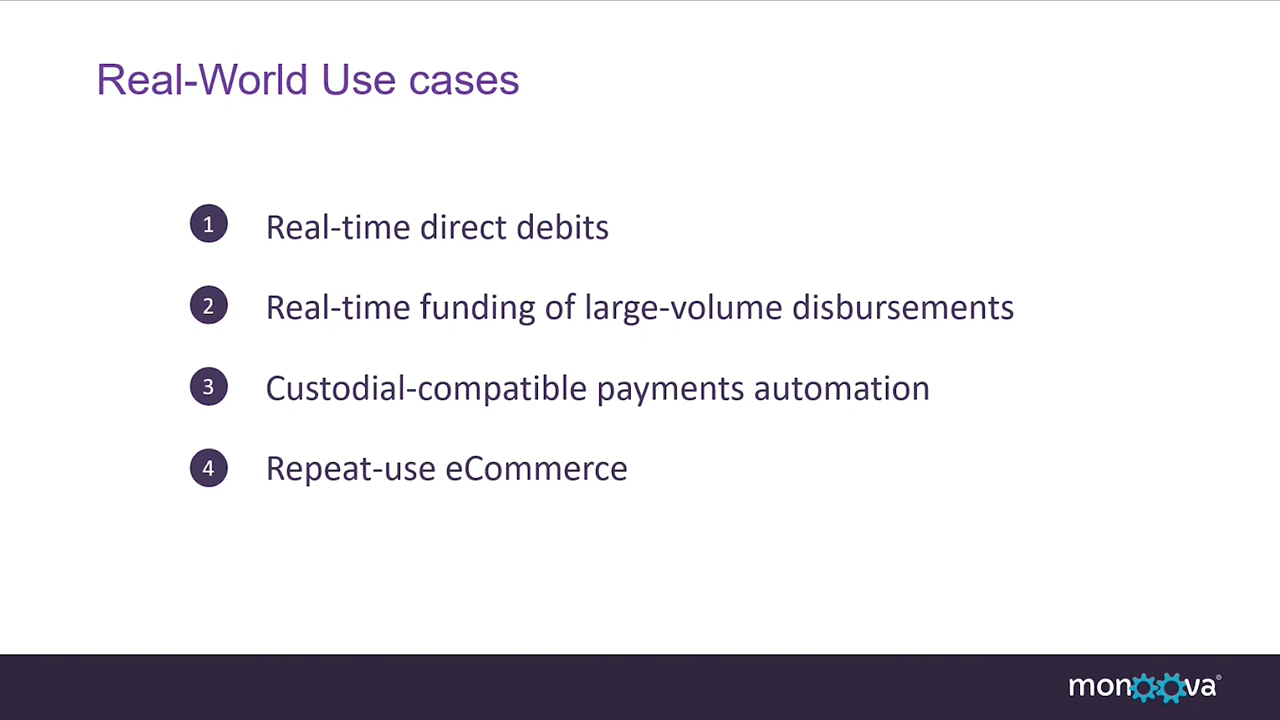 Real-World Use cases
1 Real-time direct debits
2 Real-time funding of large-volume disbursements
3 Custodial-compatible payments automation
4 Repeat-use eCommerce
monoova®